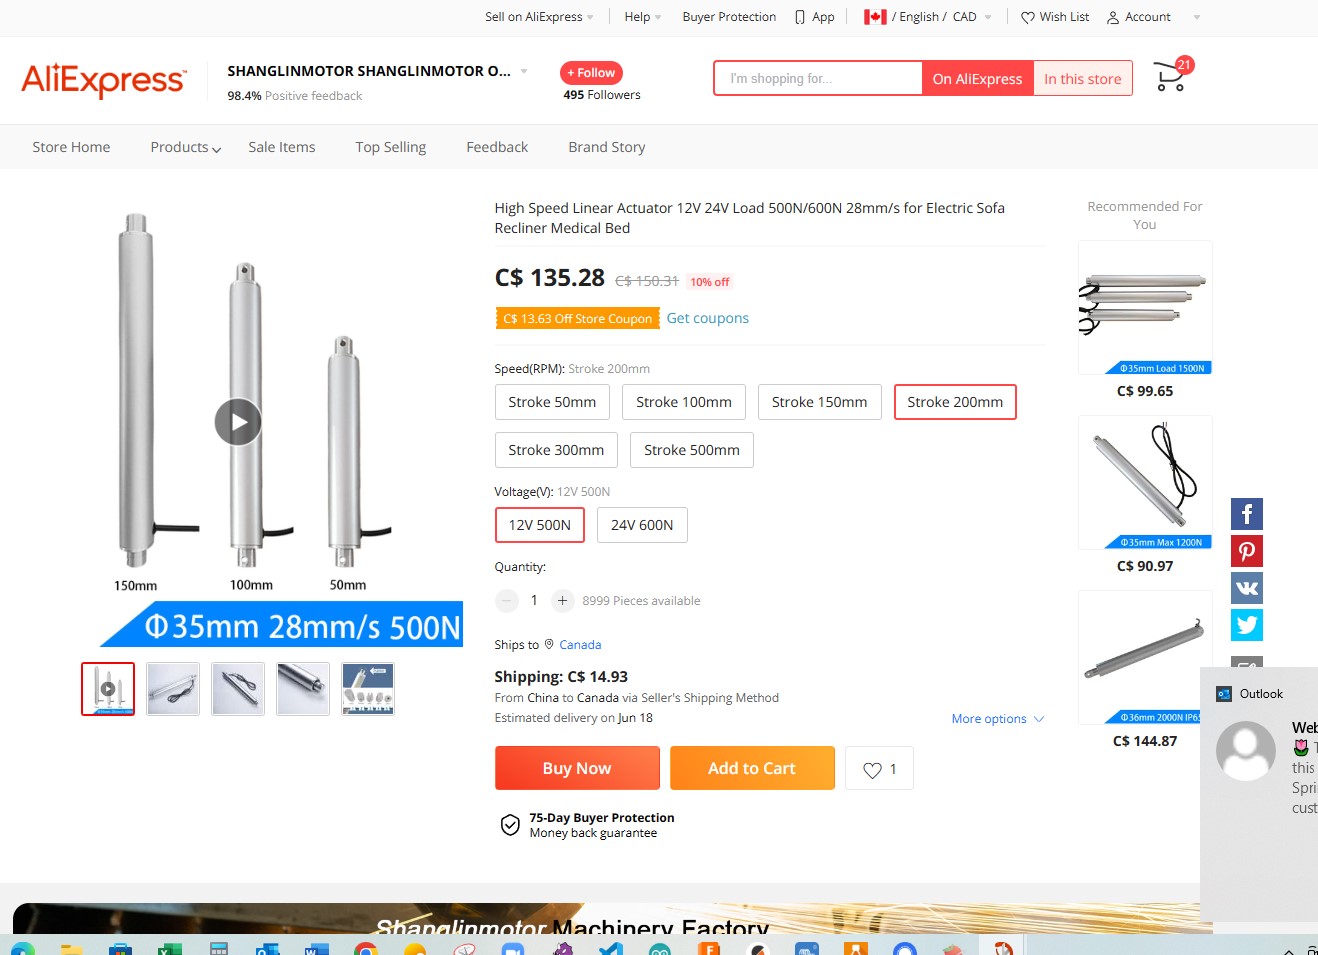 Sell on AliExpress
Help
Buyer Protection
App
/ English / CAD
Wish List
Account
AliExpress
SHANGLINMOTOR SHANGLINMOTOR O...
98.4% Positive feedback
+ Follow
495 Followers
I'm shopping for...
On AliExpress
In this store
21
Store Home
Products
Sale Items
Top Selling
Feedback
Brand Story
150mm
100mm
50mm
Φ35mm 28mm/s 500N
High Speed Linear Actuator 12V 24V Load 500N/600N 28mm/s for Electric Sofa
Recliner Medical Bed
C$ 135.28 C$ 150.31 10% off
C$ 13.63 Off Store Coupon Get coupons
Speed(RPM): Stroke 200mm
Stroke 50mm
Stroke 100mm
Stroke 150mm
Stroke 200mm
Stroke 300mm
Stroke 500mm
Voltage(V): 12V 500N
12V 500N
24V 600N
Quantity:
1
8999 Pieces available
Ships to Canada
Shipping: C$ 14.93
From China to Canada via Seller's Shipping Method
Estimated delivery on Jun 18
More options
Buy Now
Add to Cart
1
75-Day Buyer Protection
Money back guarantee
Recommended For
You
Φ35mm Load 1500N
C$ 99.65
Φ35mm Max 1200N
C$ 90.97
Φ36mm 2000N IP65
C$ 144.87
Outlook
Web
this
Spri
cust
Shanglinmotor Machinery Factory